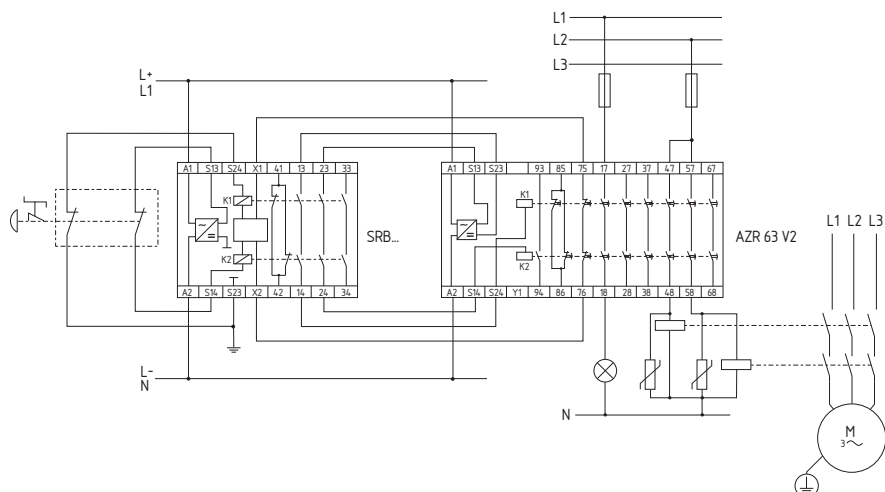 L1
L2
L3
L+
L1
A1 S13 S24 X1 41 13 23 33
A1 S13 S23 93 85 75 17 27 37 47 57 67
K1
K1
SRB...
AZR 63 V2
L1 L2 L3
K2
K2
A2 S14 S23 X2 42 14 24 34
A2 S14 S24 Y1 94 86 76 18 28 38 48 58 68
L-
N
N
M
3~